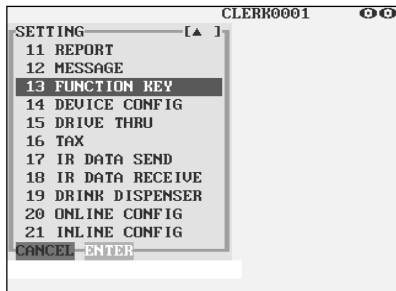 CLERK0001
SETTING [▲ ]
11 REPORT
12 MESSAGE
13 FUNCTION KEY
14 DEVICE CONFIG
15 DRIVE THRU
16 TAX
17 IR DATA SEND
18 IR DATA RECEIVE
19 DRINK DISPENSER
20 ONLINE CONFIG
21 INLINE CONFIG
CANCEL ENTER